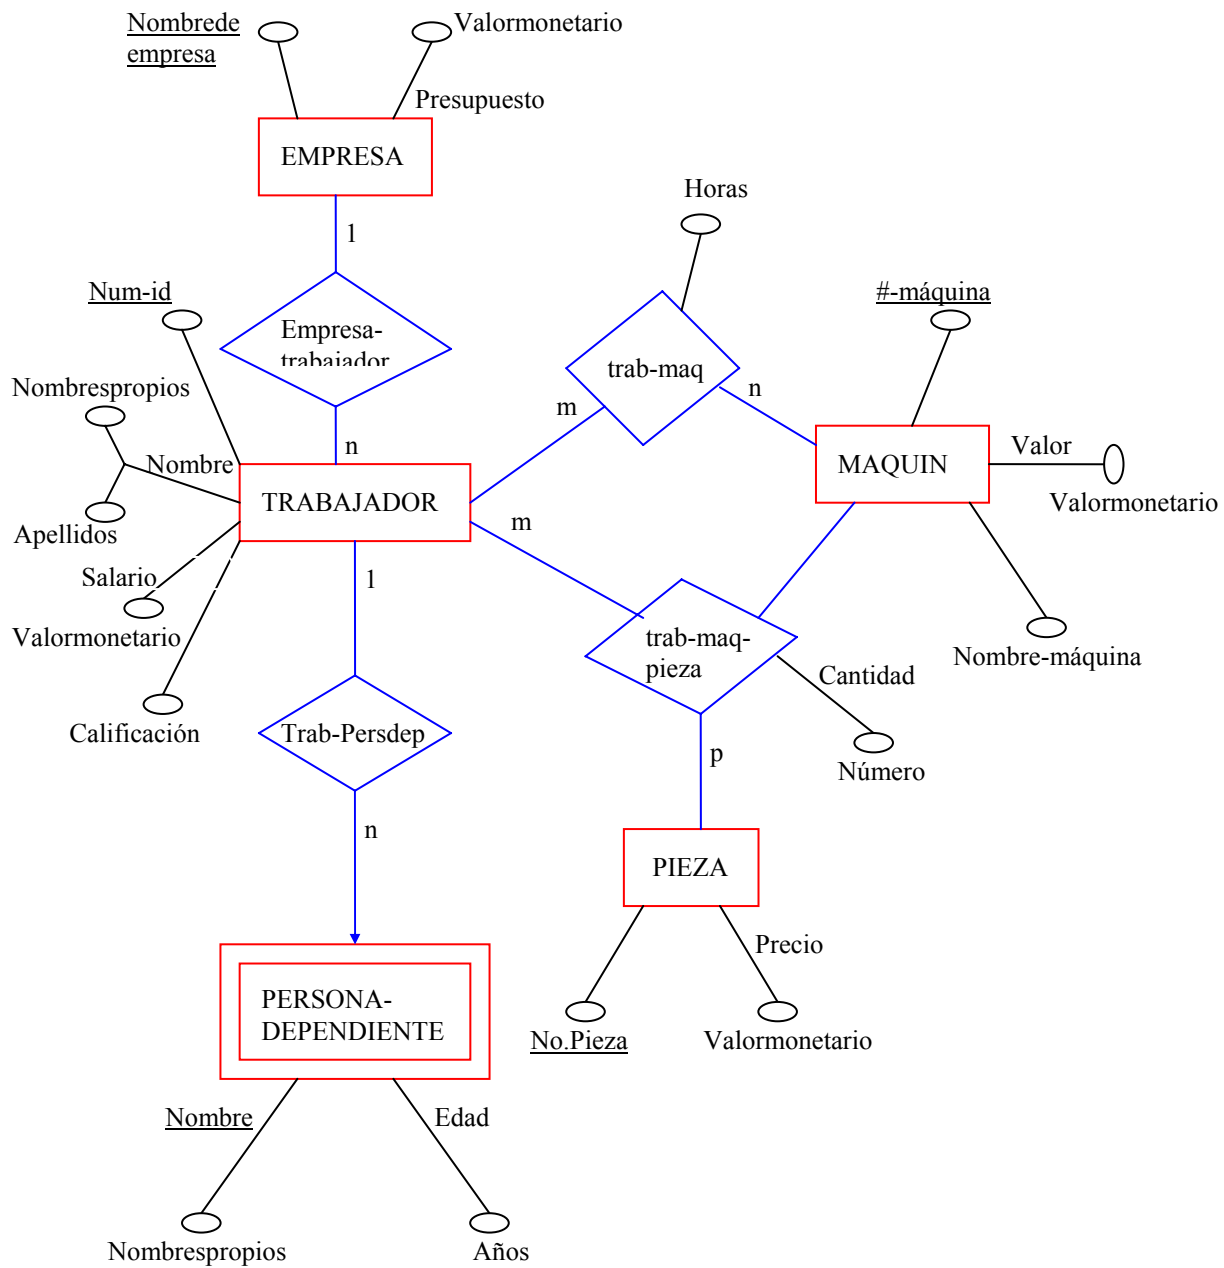 Nombrede
empresa
Valormonetario
Presupuesto
EMPRESA
1
Horas
Num-id
#-máquina
Empresa-
trabajador
trab-maq
Nombrespropios
m
n
n
Nombre
Valor
MAQUIN
TRABAJADOR
Valormonetario
Apellidos
m
Salario
1
Valormonetario
trab-maq-
pieza
Nombre-máquina
Cantidad
Calificación
Trab-Persdep
p
Número
n
PIEZA
Precio
PERSONA-
DEPENDIENTE
No.Pieza
Valormonetario
Nombre
Edad
Nombrespropios
Años